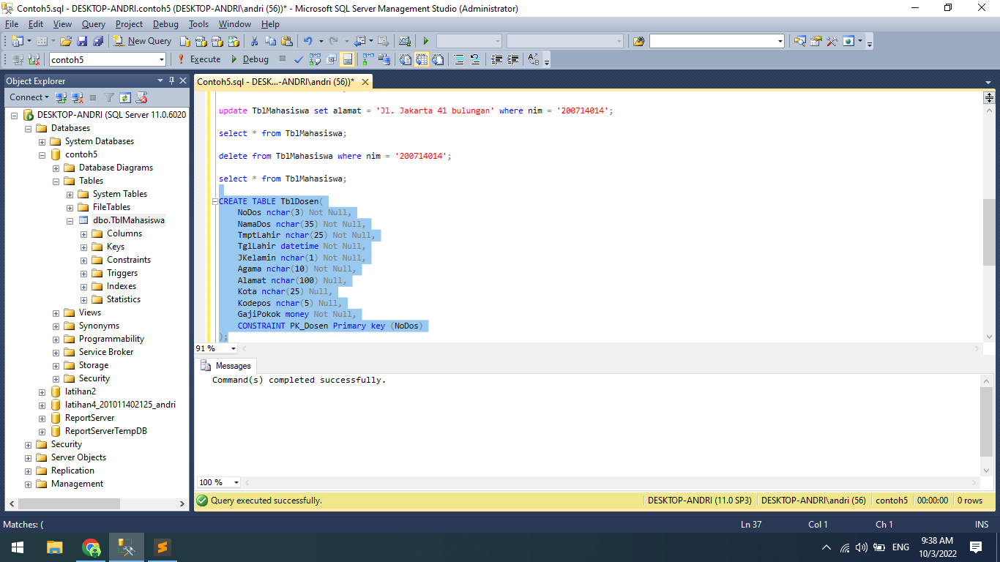 Contoh5.sql - DESKTOP-ANDRI.contoh5 (DESKTOP-ANDRI\andri (56))* - Microsoft SQL Server Management Studio (Administrator)
File Edit View Query Project Debug Tools Window Help
New Query
contoh5 Execute Debug
Object Explorer
Connect
DESKTOP-ANDRI (SQL Server 11.0.6020
Databases
System Databases
contoh5
Database Diagrams
Tables
System Tables
FileTables
dbo.TblMahasiswa
Columns
Keys
Constraints
Triggers
Indexes
Statistics
Views
Synonyms
Programmability
Service Broker
Storage
Security
latihan2
latihan4_201011402125_andri
ReportServer
ReportServerTempDB
Security
Server Objects
Replication
Management
Contoh5.sql - DESK...-ANDRI\andri (56))*
update TblMahasiswa set alamat = 'Jl. Jakarta 41 bulungan' where nim = '200714014';
select * from TblMahasiswa;
delete from TblMahasiswa where nim = '200714014';
select * from TblMahasiswa;
CREATE TABLE TblDosen(
NoDos nchar(3) Not Null,
NamaDos nchar(35) Not Null,
TmptLahir nchar(25) Not Null,
TglLahir datetime Not Null,
JKelamin nchar(1) Not Null,
Agama nchar(10) Not Null,
Alamat nchar(100) Null,
Kota nchar(25) Null,
Kodepos nchar(5) Null,
GajiPokok money Not Null,
CONSTRAINT PK_Dosen Primary key (NoDos)
);
91 %
Messages
Command(s) completed successfully.
100 %
Query executed successfully. DESKTOP-ANDRI (11.0 SP3) DESKTOP-ANDRI\andri (56) contoh5 00:00:00 0 rows
Matches: ( Ln 37 Col 1 Ch 1 INS
ENG
9:38 AM
10/3/2022